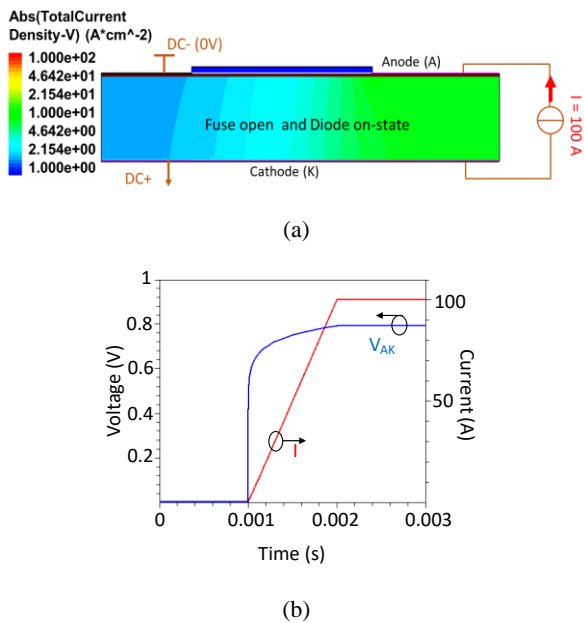 Abs(TotalCurrent
Density-V) (A*cm^-2)
1.000e+02
4.642e+01
2.154e+01
1.000e+01
4.642e+00
2.154e+00
1.000e+00
DC- (0V)
Anode (A)
Fuse open and Diode on-state
I = 100 A
DC+
Cathode (K)
(a)
1
0.8
0.6
0.4
0.2
Voltage (V)
V_AK
I
100
50
Current (A)
0
0.001
0.002
0.003
Time (s)
(b)